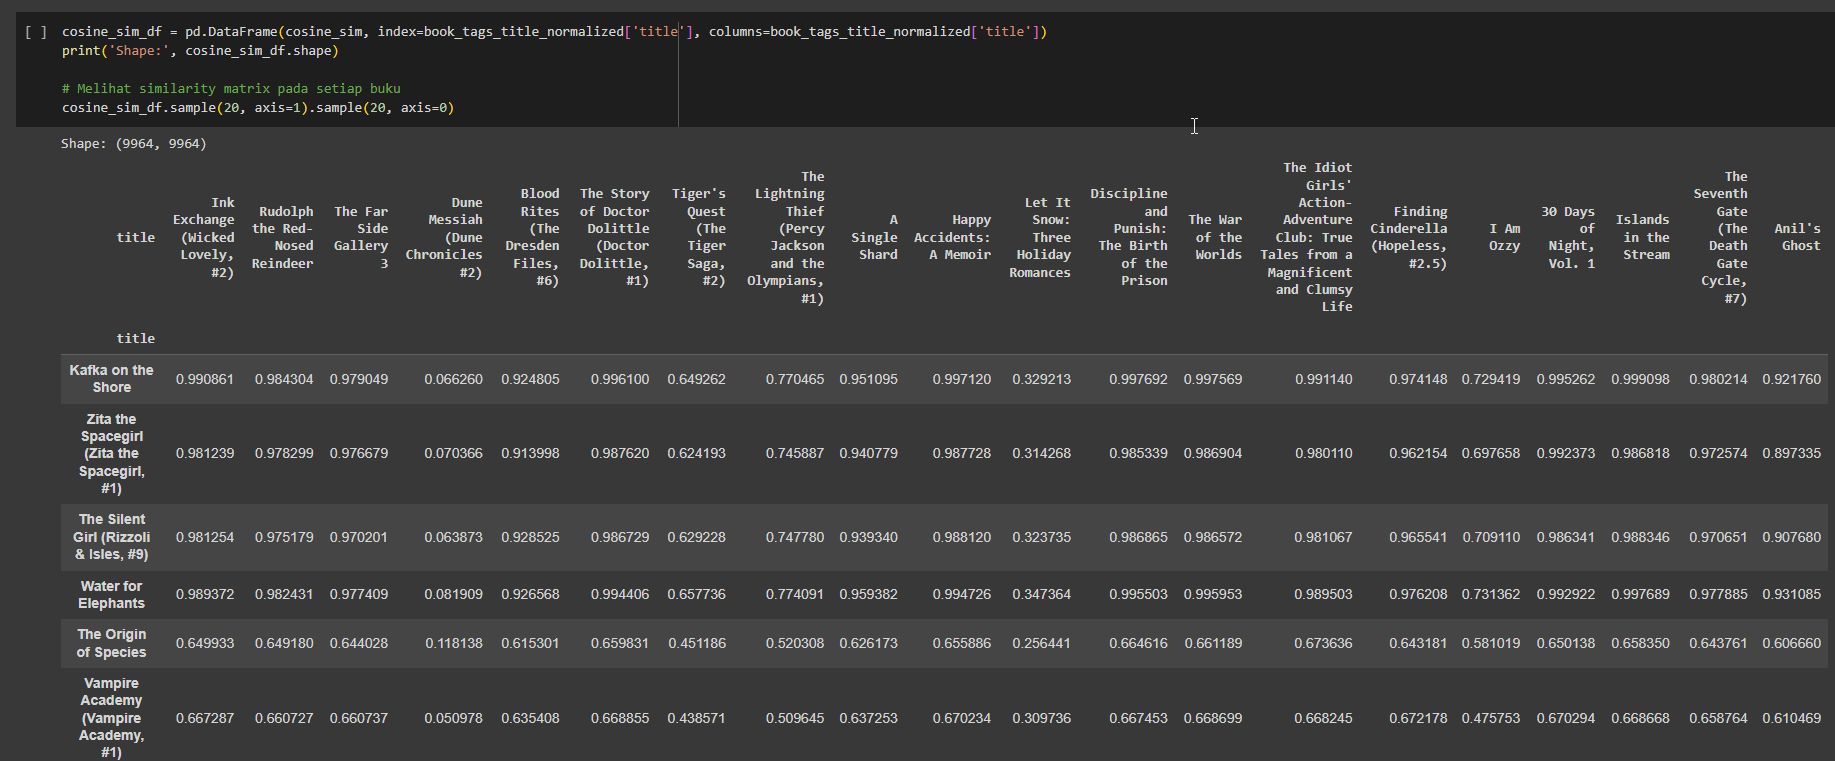 [ ] cosine_sim_df = pd.DataFrame(cosine_sim, index=book_tags_title_normalized['title'], columns=book_tags_title_normalized['title'])
print('Shape:', cosine_sim_df.shape)
# Melihat similarity matrix pada setiap buku
cosine_sim_df.sample(20, axis=1).sample(20, axis=0)
Shape: (9964, 9964)
title
Ink
Exchange
(Wicked
Lovely,
#2)
Rudolph
the Red-
Nosed
Reindeer
The Far
Side
Gallery
3
Dune
Messiah
(Dune
Chronicles
#2)
Blood
Rites
(The
Dresden
Files,
#6)
The Story
of Doctor
Dolittle
(Doctor
Dolittle,
#1)
Tiger's
Quest
(The
Tiger
Saga,
#2)
The
Lightning
Thief
(Percy
Jackson
and the
Olympians,
#1)
A
Single
Shard
Happy
Accidents:
A Memoir
Let It
Snow:
Three
Holiday
Romances
Discipline
and
Punish:
The Birth
of the
Prison
The War
of the
Worlds
The Idiot
Girls'
Action-
Adventure
Club: True
Tales from a
Magnificent
and Clumsy
Life
Finding
Cinderella
(Hopeless,
#2.5)
I Am
Ozzy
30 Days
of
Night,
Vol. 1
Islands
in the
Stream
The
Seventh
Gate
(The
Death
Gate
Cycle,
#7)
Anil's
Ghost
title
Kafka on the
Shore
0.990861 0.984304 0.979049 0.066260 0.924805 0.996100 0.649262 0.770465 0.951095 0.997120 0.329213 0.997692 0.997569 0.991140 0.974148 0.729419 0.995262 0.999098 0.980214 0.921760
Zita the
Spacegirl
(Zita the
Spacegirl,
#1)
0.981239 0.978299 0.976679 0.070366 0.913998 0.987620 0.624193 0.745887 0.940779 0.987728 0.314268 0.985339 0.986904 0.980110 0.962154 0.697658 0.992373 0.986818 0.972574 0.897335
The Silent
Girl (Rizzoli
& Isles, #9)
0.981254 0.975179 0.970201 0.063873 0.928525 0.986729 0.629228 0.747780 0.939340 0.988120 0.323735 0.986865 0.986572 0.981067 0.965541 0.709110 0.986341 0.988346 0.970651 0.907680
Water for
Elephants
0.989372 0.982431 0.977409 0.081909 0.926568 0.994406 0.657736 0.774091 0.959382 0.994726 0.347364 0.995503 0.995953 0.989503 0.976208 0.731362 0.992922 0.997689 0.977885 0.931085
The Origin
of Species
0.649933 0.649180 0.644028 0.118138 0.615301 0.659831 0.451186 0.520308 0.626173 0.655886 0.256441 0.664616 0.661189 0.673636 0.643181 0.581019 0.650138 0.658350 0.643761 0.606660
Vampire
Academy
(Vampire
Academy,
#1)
0.667287 0.660727 0.660737 0.050978 0.635408 0.668855 0.438571 0.509645 0.637253 0.670234 0.309736 0.667453 0.668699 0.668245 0.672178 0.475753 0.670294 0.668668 0.658764 0.610469